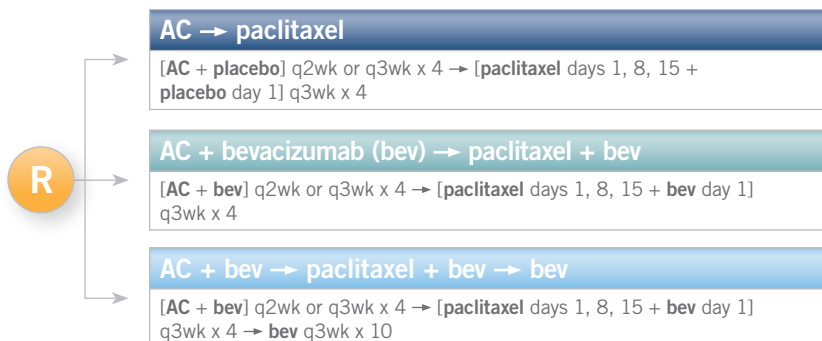 AC → paclitaxel
[AC + placebo] q2wk or q3wk x 4 → [paclitaxel days 1, 8, 15 +
placebo day 1] q3wk x 4
R
AC + bevacizumab (bev) → paclitaxel + bev
[AC + bev] q2wk or q3wk x 4 → [paclitaxel days 1, 8, 15 + bev day 1]
q3wk x 4
AC + bev → paclitaxel + bev → bev
[AC + bev] q2wk or q3wk x 4 → [paclitaxel days 1, 8, 15 + bev day 1]
q3wk x 4 → bev q3wk x 10